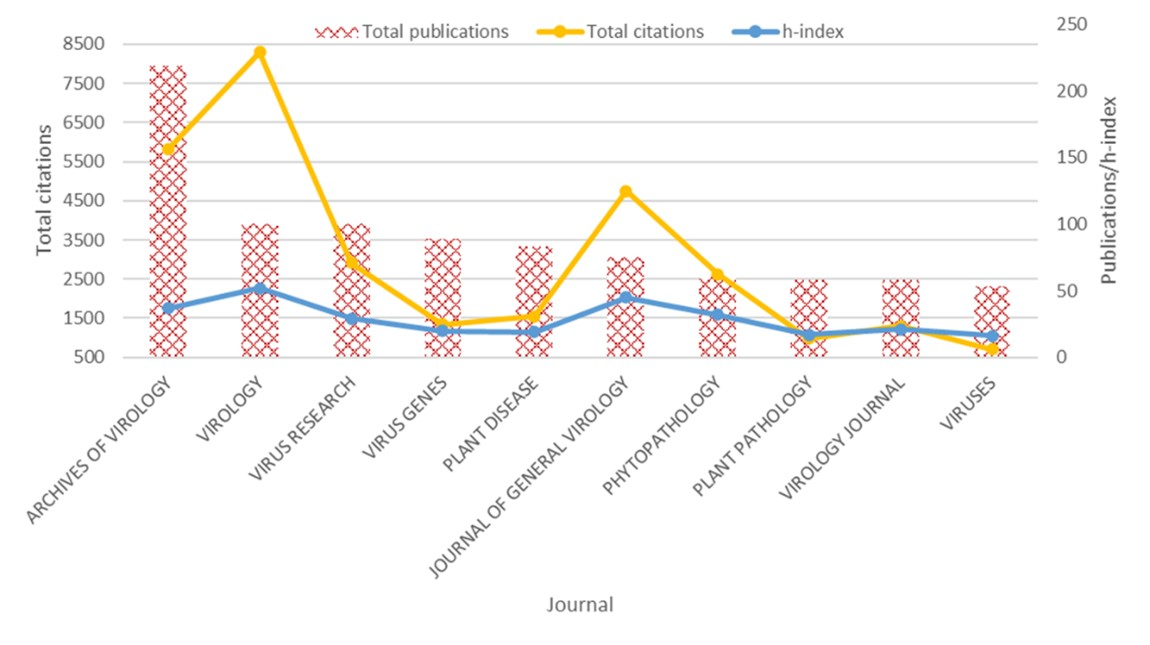 Total publications
Total citations
h-index
Total citations
8500
7500
6500
5500
4500
3500
2500
1500
500
250
200
150
100
50
0
Publications/h-index
ARCHIVES OF VIROLOGY
VIROLOGY
VIRUS RESEARCH
VIRUS GENES
PLANT DISEASE
JOURNAL OF GENERAL VIROLOGY
PHYTOPATHOLOGY
PLANT PATHOLOGY
VIROLOGY JOURNAL
VIRUSES
Journal